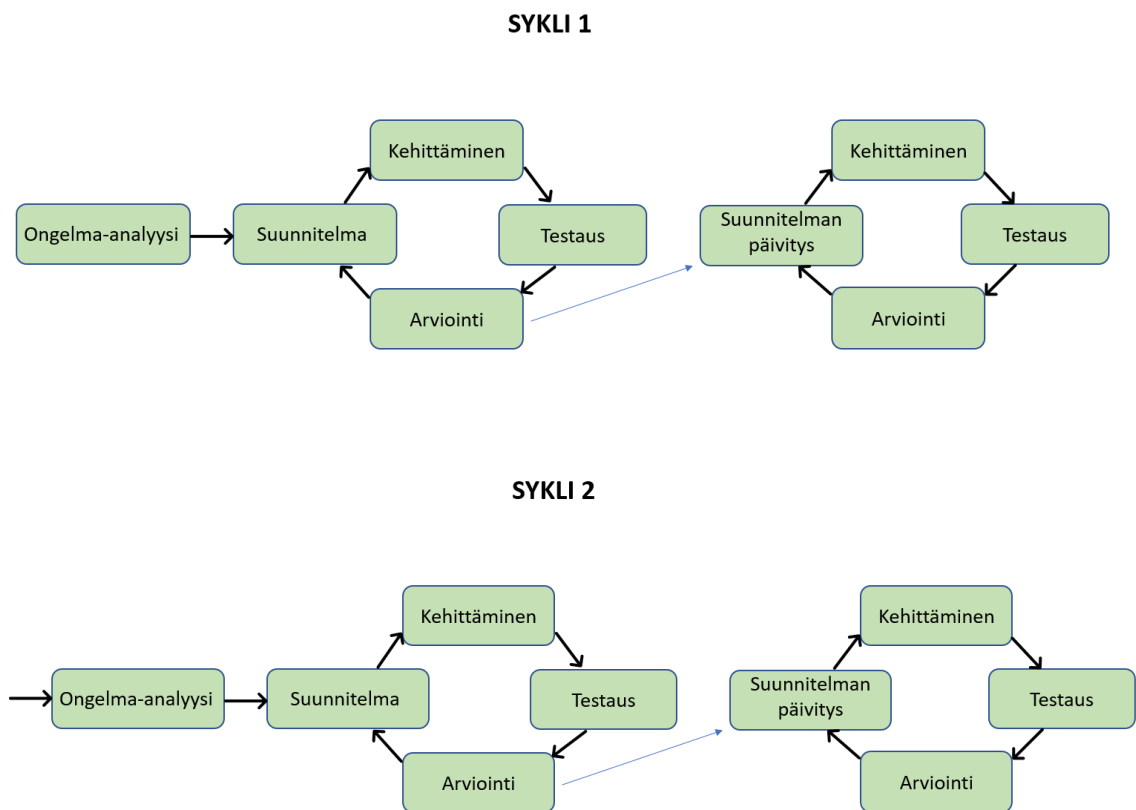 SYKLI 1
Kehittäminen
Kehittäminen
Ongelma-analyysi
Suunnitelma
Testaus
Suunnitelman
päivitys
Testaus
Arviointi
Arviointi
SYKLI 2
Kehittäminen
Kehittäminen
Ongelma-analyysi
Suunnitelma
Testaus
Suunnitelman
päivitys
Testaus
Arviointi
Arviointi